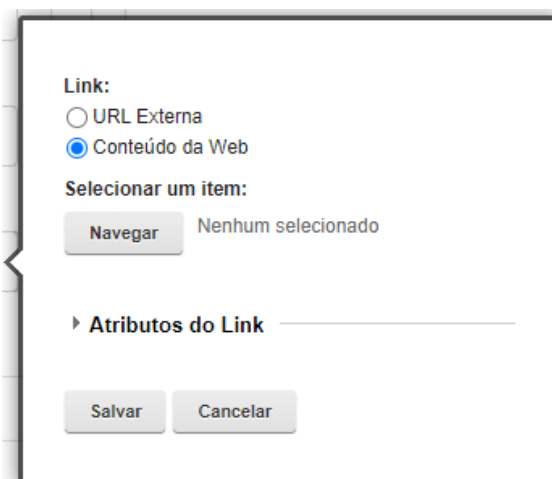 Link:
URL Externa
Conteúdo da Web
Selecionar um item:
Navegar Nenhum selecionado
Atributos do Link
Salvar Cancelar